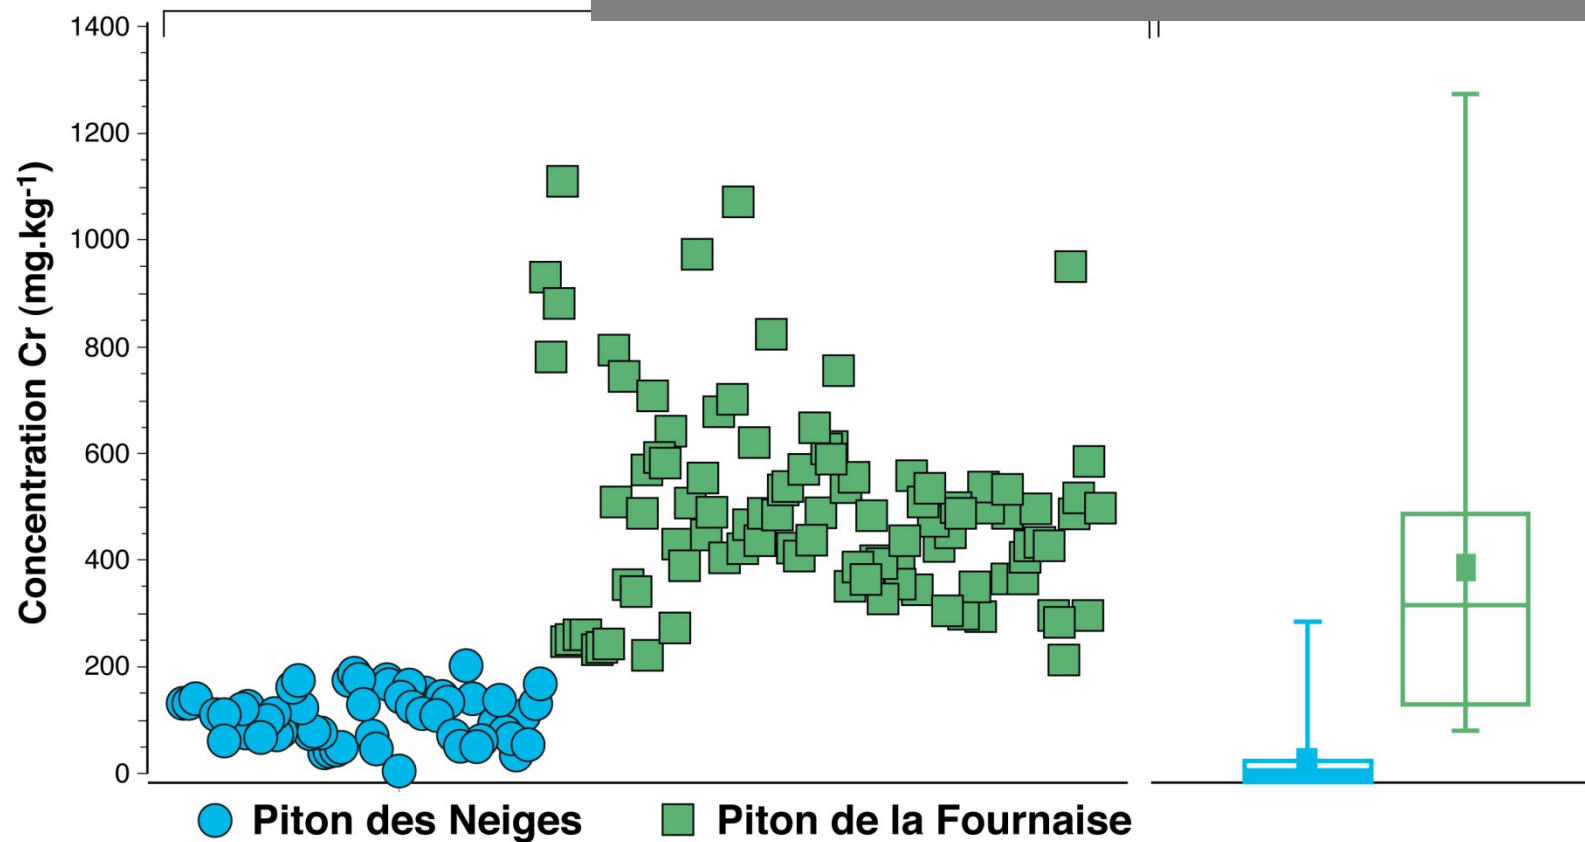 Concentration Cr (mg.kg⁻¹)
1400
1200
1000
800
600
400
200
0
Piton des Neiges
Piton de la Fournaise